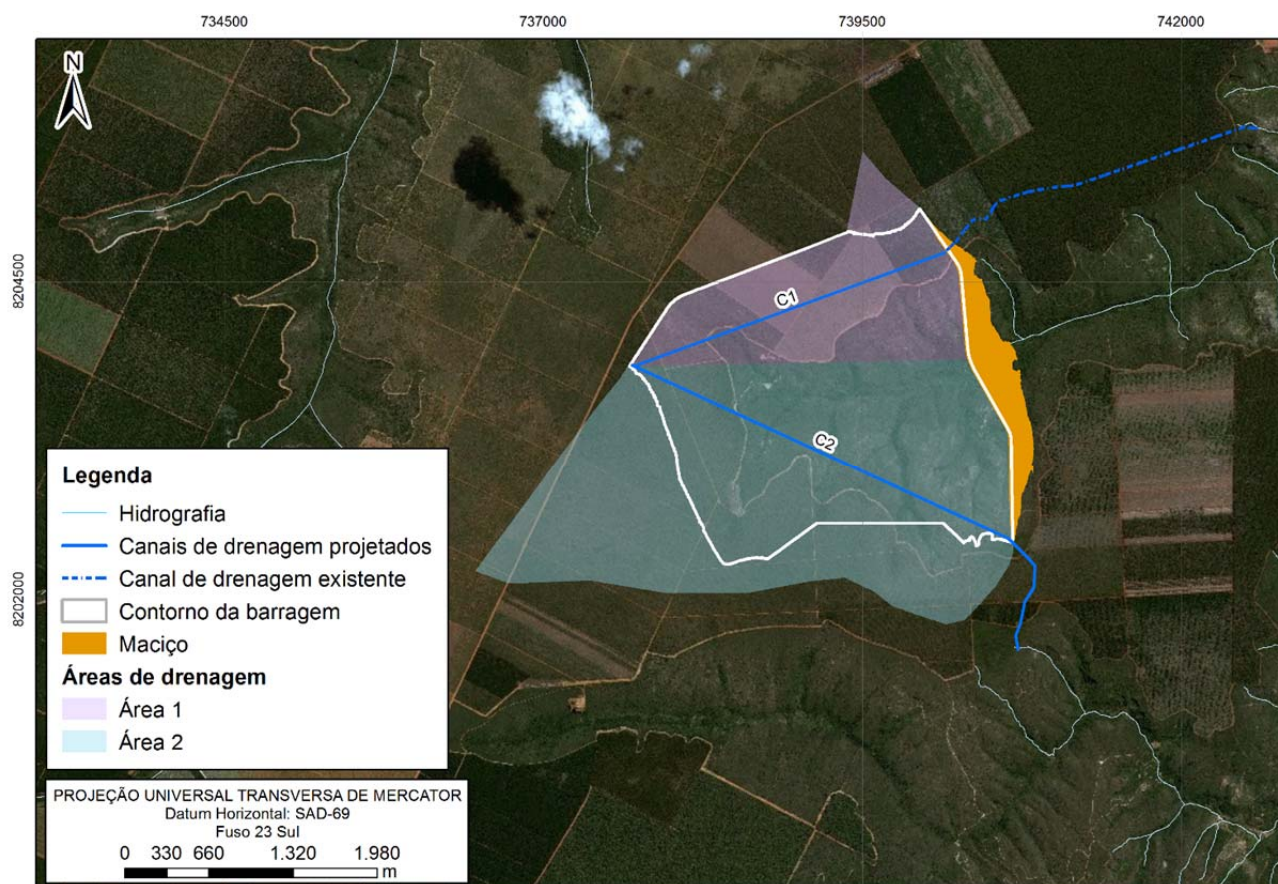 734500 737000 739500 742000
N
8204500
C1
C2
8202000
Legenda
Hidrografia
Canais de drenagem projetados
Canal de drenagem existente
Contorno da barragem
Maciço
Áreas de drenagem
Área 1
Área 2
PROJEÇÃO UNIVERSAL TRANSVERSA DE MERCATOR
Datum Horizontal: SAD-69
Fuso 23 Sul
0 330 660 1.320 1.980
m